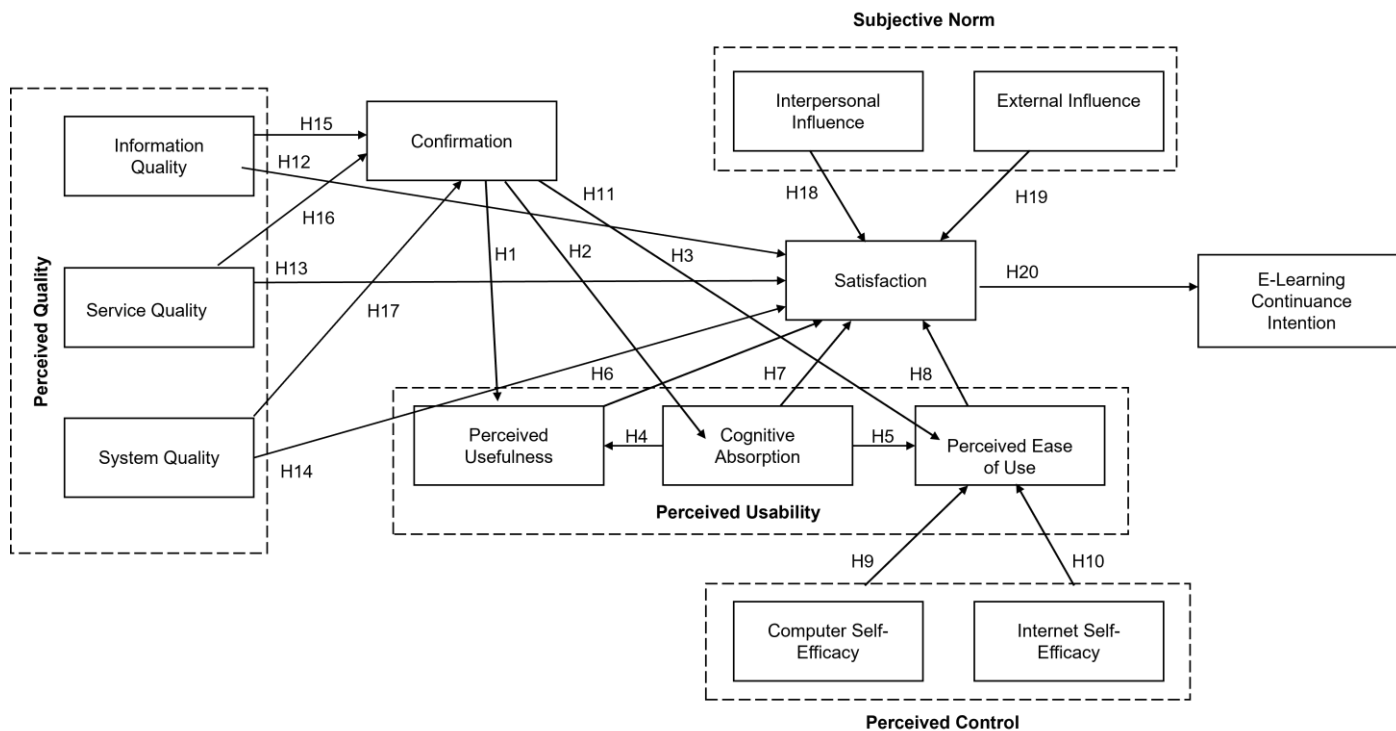 Subjective Norm
Interpersonal
Influence
External Influence
Information
Quality
H15
Confirmation
H12
H11
H18
H19
H16
H1
H2
H3
Perceived Quality
Service Quality
H13
Satisfaction
H20
E-Learning
Continuance
Intention
H17
H6
H7
H8
System Quality
H14
Perceived
Usefulness
H4
Cognitive
Absorption
H5
Perceived Ease
of Use
Perceived Usability
H9
H10
Computer Self-
Efficacy
Internet Self-
Efficacy
Perceived Control